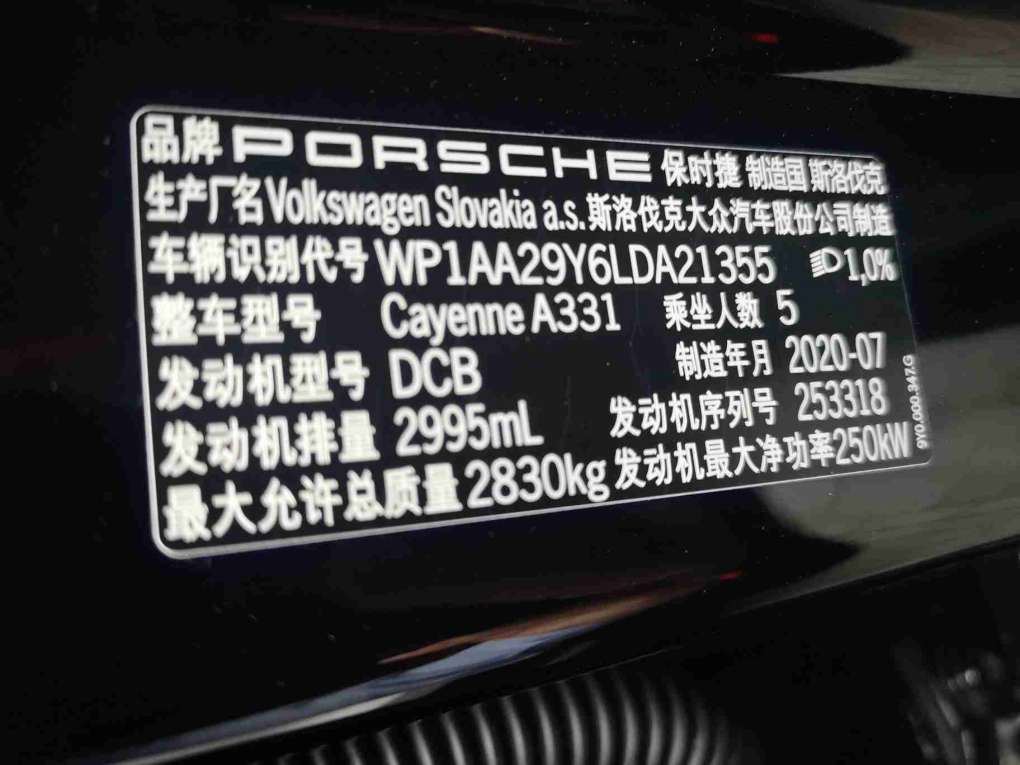 品牌 PORSCHE 保时捷 制造国 斯洛伐克
生产厂名 Volkswagen Slovakia a.s. 斯洛伐克大众汽车股份公司制造
车辆识别代号 WP1AA29Y6LDA21355 1,0%
整车型号 Cayenne A331 乘坐人数 5
发动机型号 DCB 制造年月 2020-07
发动机排量 2995mL 发动机序列号 253318
最大允许总质量 2830kg 发动机最大净功率 250kW
9Y0.000.347.G